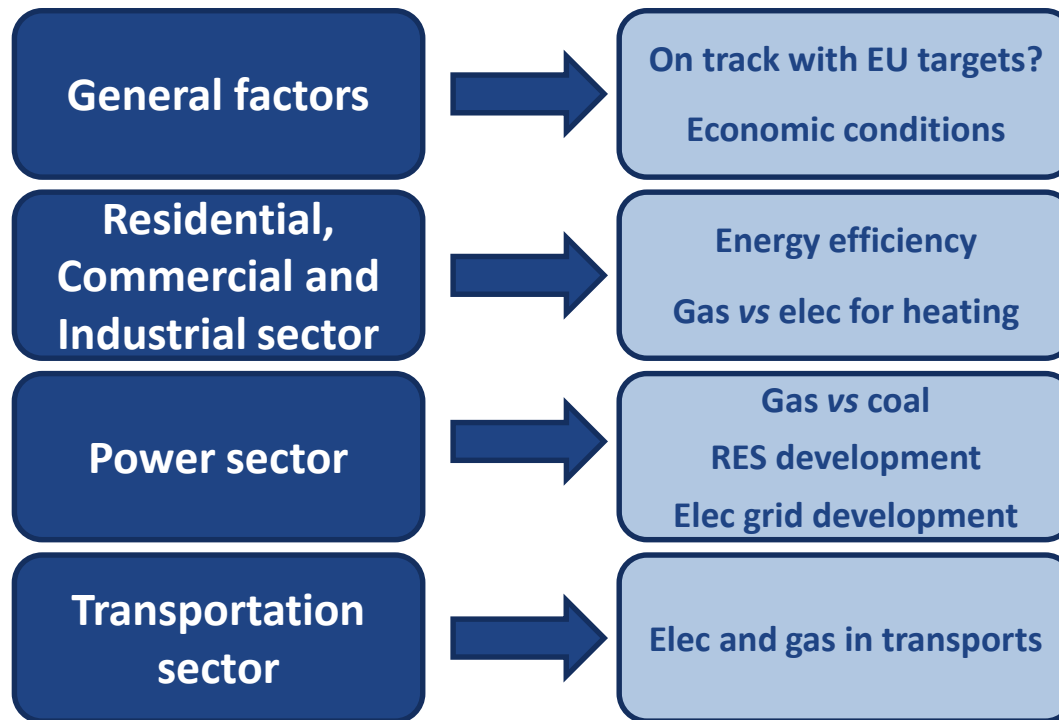 General factors
On track with EU targets?
Economic conditions
Residential,
Commercial and
Industrial sector
Energy efficiency
Gas vs elec for heating
Power sector
Gas vs coal
RES development
Elec grid development
Transportation
sector
Elec and gas in transports